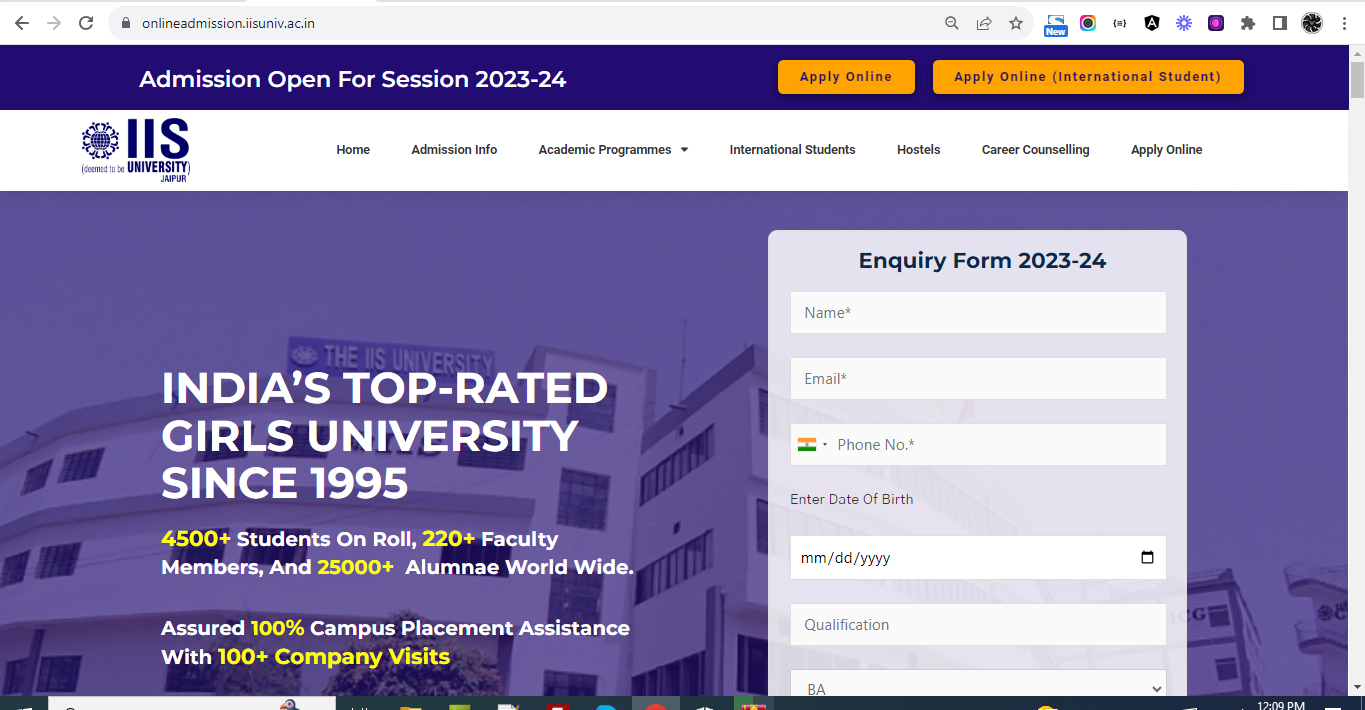 onlineadmission.iisuniv.ac.in
New
Admission Open For Session 2023-24
Apply Online
Apply Online (International Student)
IIS
(deemed to be UNIVERSITY)
JAIPUR
Home
Admission Info
Academic Programmes
International Students
Hostels
Career Counselling
Apply Online
THE IIS UNIVERSITY
INDIA’S TOP-RATED
GIRLS UNIVERSITY
SINCE 1995
4500+ Students On Roll, 220+ Faculty
Members, And 25000+ Alumnae World Wide.
Assured 100% Campus Placement Assistance
With 100+ Company Visits
Enquiry Form 2023-24
Name*
Email*
Phone No.*
Enter Date Of Birth
mm/dd/yyyy
Qualification
BA
ICG
12:09 PM